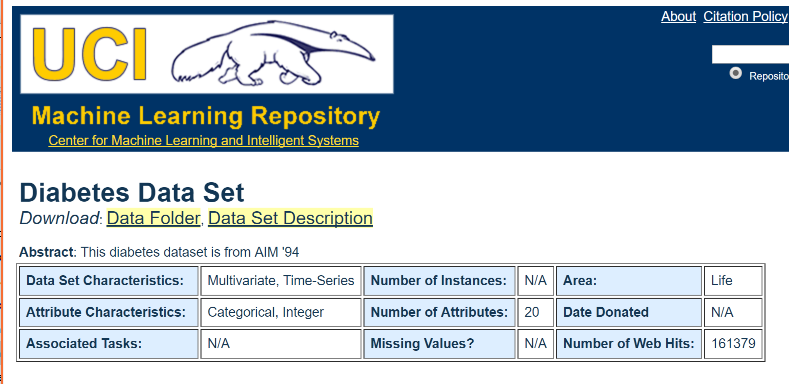 About Citation Policy
UCI
Reposito
Machine Learning Repository
Center for Machine Learning and Intelligent Systems
Diabetes Data Set
Download: Data Folder, Data Set Description
Abstract: This diabetes dataset is from AIM '94
Data Set Characteristics: Multivariate, Time-Series Number of Instances: N/A Area: Life
Attribute Characteristics: Categorical, Integer Number of Attributes: 20 Date Donated N/A
Associated Tasks: N/A Missing Values? N/A Number of Web Hits: 161379